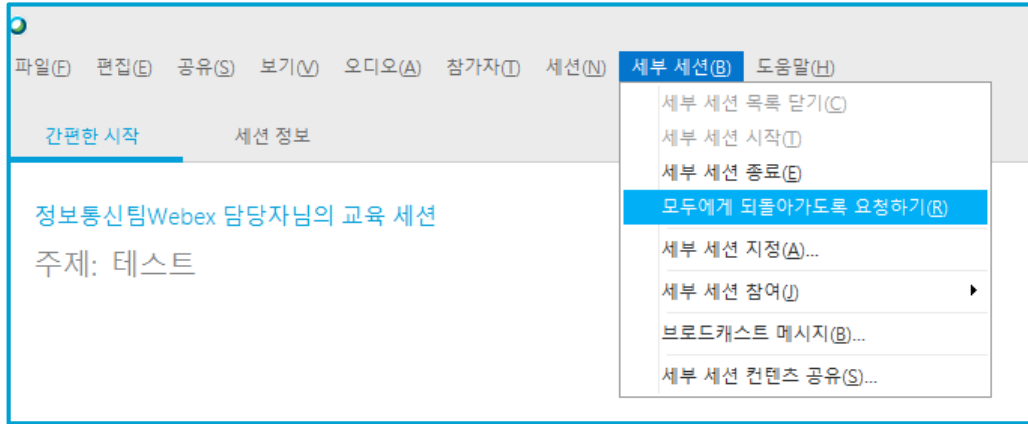 파일(F) 편집(E) 공유(S) 보기(V) 오디오(A) 참가자(T) 세션(N) 세부 세션(B) 도움말(H)
간편한 시작 세션 정보
세부 세션 목록 닫기(C)
세부 세션 시작(T)
세부 세션 종료(E)
모두에게 되돌아가도록 요청하기(R)
세부 세션 지정(A)...
세부 세션 참여(J)
브로드캐스트 메시지(B)...
세부 세션 컨텐츠 공유(S)...
정보통신팀Webex 담당자님의 교육 세션
주제: 테스트